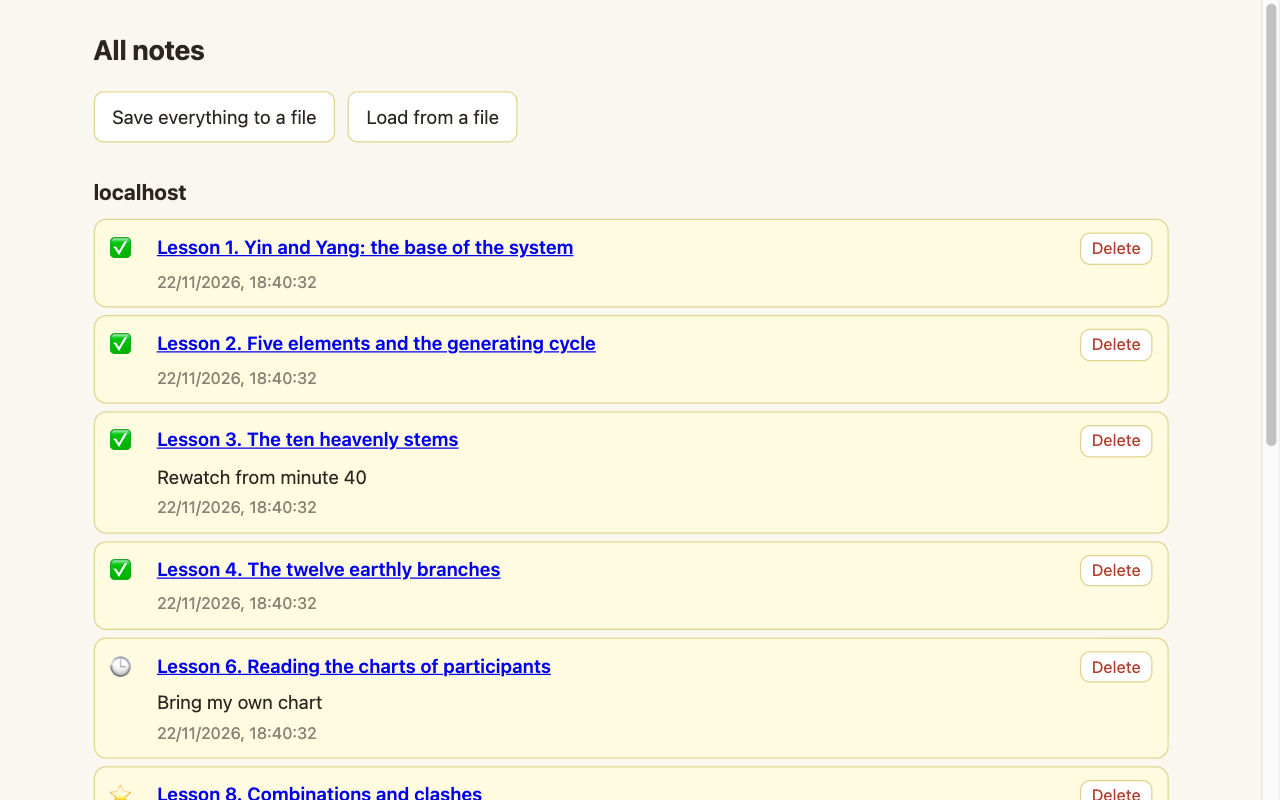 All notes
Save everything to a file
Load from a file
localhost
Lesson 1. Yin and Yang: the base of the system
Delete
22/11/2026, 18:40:32
Lesson 2. Five elements and the generating cycle
Delete
22/11/2026, 18:40:32
Lesson 3. The ten heavenly stems
Delete
Rewatch from minute 40
22/11/2026, 18:40:32
Lesson 4. The twelve earthly branches
Delete
22/11/2026, 18:40:32
Lesson 6. Reading the charts of participants
Delete
Bring my own chart
22/11/2026, 18:40:32
Lesson 8. Combinations and clashes
Delete